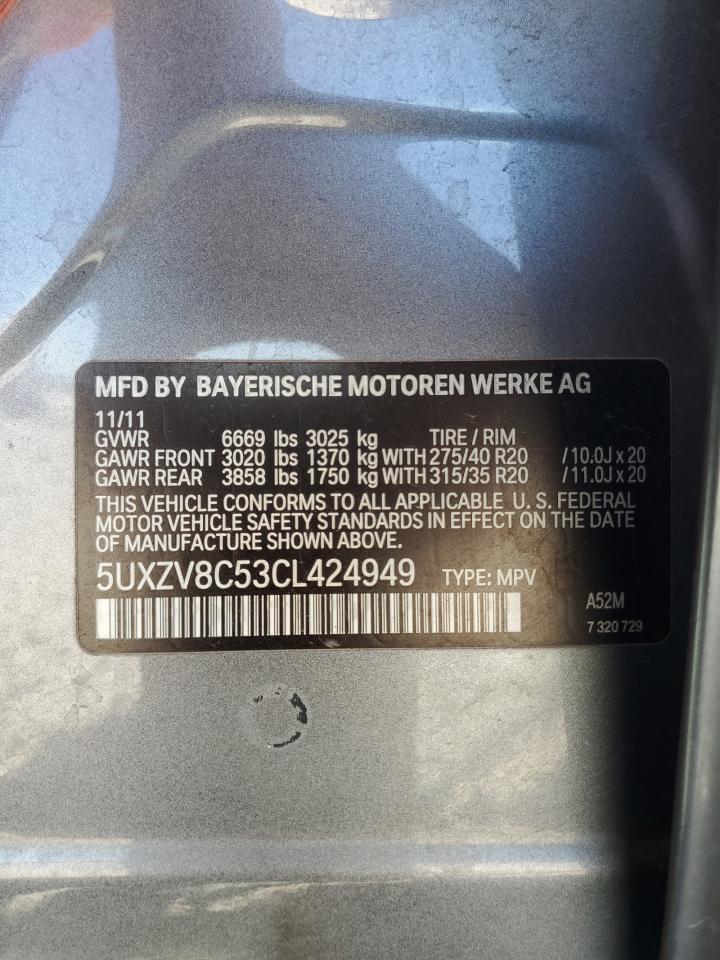 MFD BY BAYERISCHE MOTOREN WERKE AG
11/11
GVWR 6669 lbs 3025 kg TIRE / RIM
GAWR FRONT 3020 lbs 1370 kg WITH 275/40 R20 /10.0J x 20
GAWR REAR 3858 lbs 1750 kg WITH 315/35 R20 /11.0J x 20
THIS VEHICLE CONFORMS TO ALL APPLICABLE U. S. FEDERAL
MOTOR VEHICLE SAFETY STANDARDS IN EFFECT ON THE DATE
OF MANUFACTURE SHOWN ABOVE.
5UXZV8C53CL424949 TYPE: MPV
A52M
7 320 729